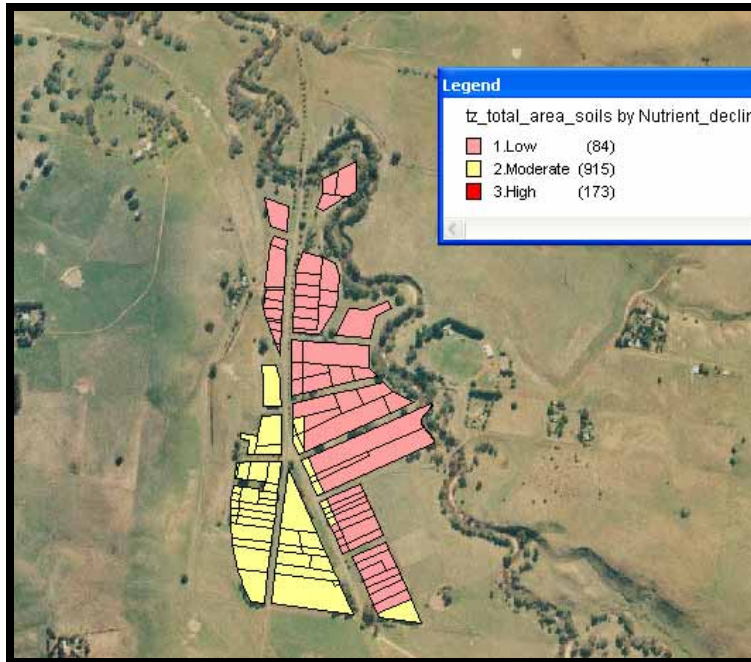 Legend
tz_total_area_soils by Nutrient_declin
1.Low (84)
2.Moderate (915)
3.High (173)